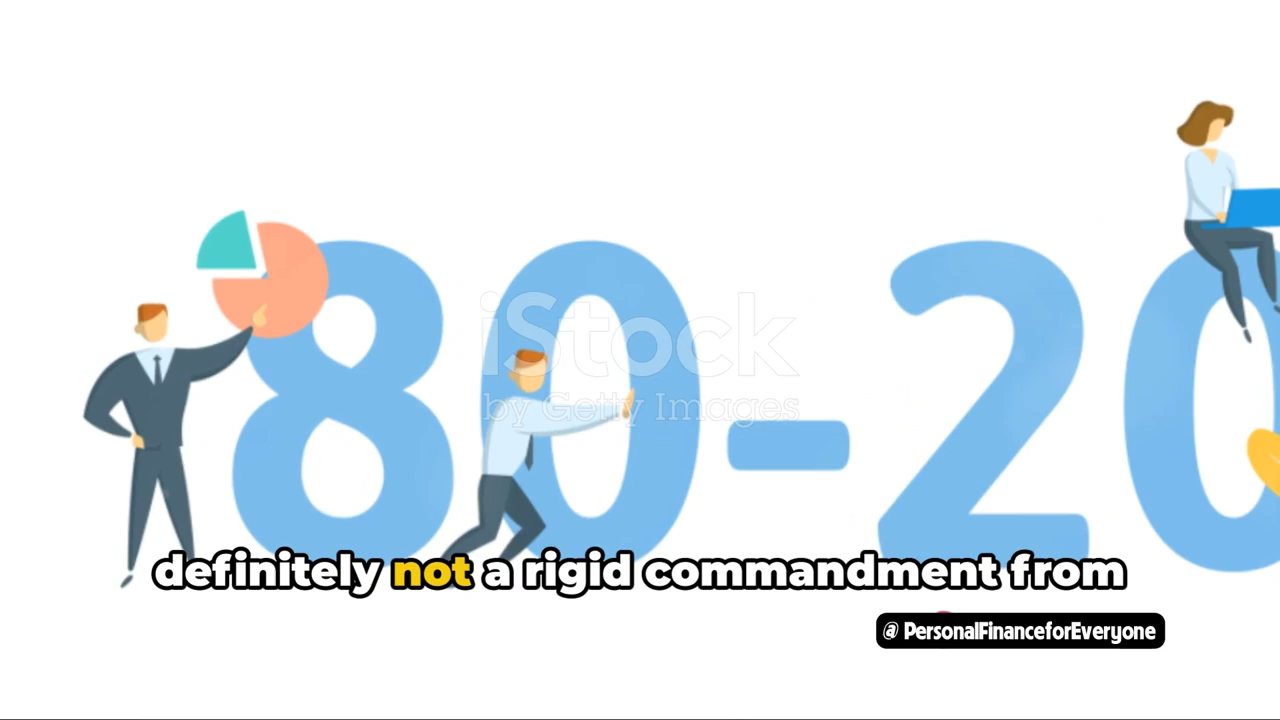 80-20
iStock
by Getty Images
definitely not a rigid commandment from
@ PersonalFinanceforEveryone